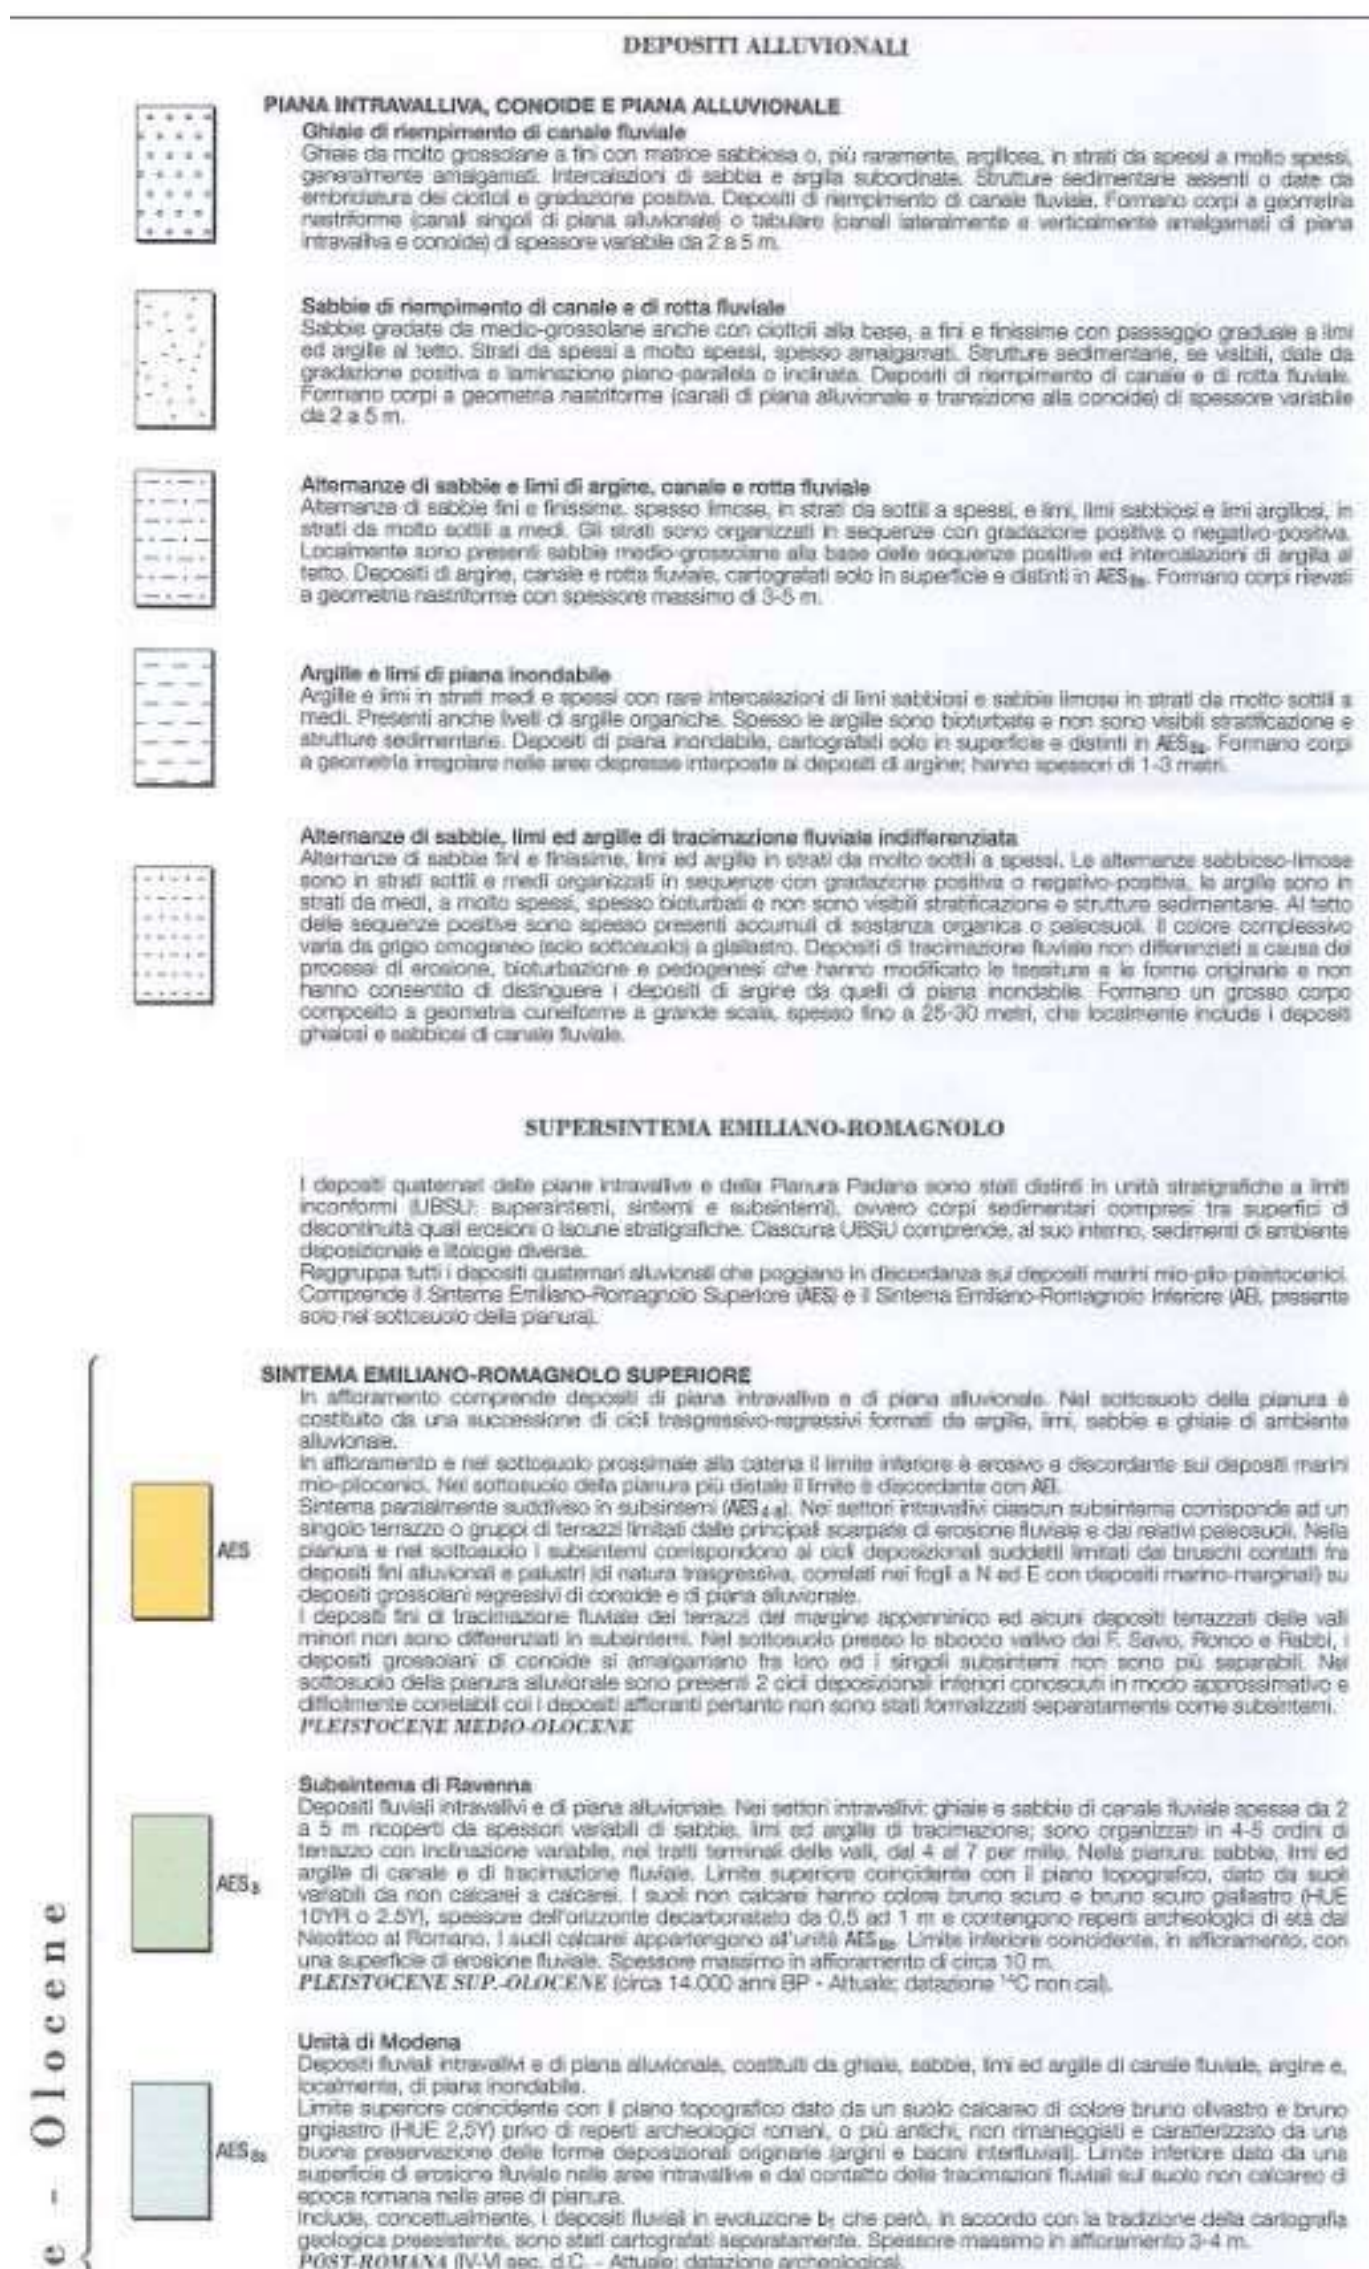 DEPOSITI ALLUVIONALI
PIANA INTRAVALLIVA, CONOIDE E PIANA ALLUVIONALE
Ghiaie di riempimento di canale fluviale
Ghiaie da molto grossolane a fini con matrice sabbiosa o, più raramente, argillosa, in strati da spessi a molto spessi,
generalmente amalgamati. Intercalazioni di sabbia e argilla subordinate. Strutture sedimentarie assenti o date da
embriciatura dei ciottoli e gradazione positiva. Depositi di riempimento di canale fluviale. Formano corpi a geometria
nastriforme (canali singoli di piana alluvionale) o tabulare (canali lateralmente e verticalmente amalgamati di piana
intravalliva e conoide) di spessore variabile da 2 a 5 m.
Sabbie di riempimento di canale e di rotta fluviale
Sabbie gradate da medio-grossolane anche con ciottoli alla base, a fini e finissime con passaggio graduale a limi
ed argille al tetto. Strati da spessi a molto spessi, spesso amalgamati. Strutture sedimentarie, se visibili, date da
gradazione positiva e laminazione piano-parallela o inclinata. Depositi di riempimento di canale e di rotta fluviale.
Formano corpi a geometria nastriforme (canali di piana alluvionale e transizione alla conoide) di spessore variabile
da 2 a 5 m.
Alternanze di sabbie e limi di argine, canale e rotta fluviale
Alternanza di sabbie fini e finissime, spesso limose, in strati da sottili a spessi, e limi, limi sabbiosi e limi argillosi, in
strati da molto sottili a medi. Gli strati sono organizzati in sequenze con gradazione positiva o negativo-positiva.
Localmente sono presenti sabbie medio-grossolane alla base delle sequenze positive ed intercalazioni di argilla al
tetto. Depositi di argine, canale e rotta fluviale, cartografati solo in superficie e distinti in AES8a. Formano corpi rilevati
a geometria nastriforme con spessore massimo di 3-5 m.
Argille e limi di piana inondabile
Argille e limi in strati medi e spessi con rare intercalazioni di limi sabbiosi e sabbie limose in strati da molto sottili a
medi. Presenti anche livelli di argille organiche. Spesso le argille sono bioturbate e non sono visibili stratificazione e
strutture sedimentarie. Depositi di piana inondabile, cartografati solo in superficie e distinti in AES8a. Formano corpi
a geometria irregolare nelle aree depresse interposte ai depositi di argine; hanno spessori di 1-3 metri.
Alternanze di sabbie, limi ed argille di tracimazione fluviale indifferenziata
Alternanze di sabbie fini e finissime, limi ed argille in strati da molto sottili a spessi. Le alternanze sabbioso-limose
sono in strati sottili e medi organizzati in sequenze con gradazione positiva o negativo-positiva, le argille sono in
strati da medi, a molto spessi, spesso bioturbati e non sono visibili stratificazione e strutture sedimentarie. Al tetto
delle sequenze positive sono spesso presenti accumuli di sostanza organica o paleosuoli. Il colore complessivo
varia da grigio omogeneo (solo sottosuolo) a giallastro. Depositi di tracimazione fluviale non differenziati a causa dei
processi di erosione, bioturbazione e pedogenesi che hanno modificato le tessiture e le forme originarie e non
hanno consentito di distinguere i depositi di argine da quelli di piana inondabile. Formano un grosso corpo
composito a geometria cuneiforme a grande scala, spesso fino a 25-30 metri, che localmente include i depositi
ghiaiosi e sabbiosi di canale fluviale.
SUPERSINTEMA EMILIANO-ROMAGNOLO
I depositi quaternari delle piane intravallive e della Pianura Padana sono stati distinti in unità stratigrafiche a limiti
inconformi (UBSU: supersintemi, sintemi e subsintemi), ovvero corpi sedimentari compresi tra superfici di
discontinuità quali erosioni o lacune stratigrafiche. Ciascuna UBSU comprende, al suo interno, sedimenti di ambiente
deposizionale e litologie diverse.
Raggruppa tutti i depositi quaternari alluvionali che poggiano in discordanza sui depositi marini mio-plio-pleistocenici.
Comprende il Sintema Emiliano-Romagnolo Superiore (AES) e il Sintema Emiliano-Romagnolo Inferiore (AEI, presente
solo nel sottosuolo della pianura).
SINTEMA EMILIANO-ROMAGNOLO SUPERIORE
In affioramento comprende depositi di piana intravalliva e di piana alluvionale. Nel sottosuolo della pianura è
costituito da una successione di cicli trasgressivo-regressivi formati da argille, limi, sabbie e ghiaie di ambiente
alluvionale.
In affioramento e nel sottosuolo prossimale alla catena il limite inferiore è erosivo e discordante sui depositi marini
mio-pliocenici. Nel sottosuolo della pianura più distale il limite è discordante con AEI.
Sintema parzialmente suddiviso in subsintemi (AES4-8). Nei settori intravallivi ciascun subsintema corrisponde ad un
singolo terrazzo o gruppi di terrazzi limitati dalle principali scarpate di erosione fluviale e dai relativi paleosuoli. Nella
pianura e nel sottosuolo i subsintemi corrispondono ai cicli deposizionali suddetti limitati dai bruschi contatti fra
depositi fini alluvionali e palustri (di natura trasgressiva, correlati nei fogli a N ed E con depositi marino-marginali) su
depositi grossolani regressivi di conoide e di piana alluvionale.
I depositi fini di tracimazione fluviale dei terrazzi del margine appenninico ed alcuni depositi terrazzati delle valli
minori non sono differenziati in subsintemi. Nel sottosuolo presso lo sbocco vallivo dei F. Savio, Ronco e Rabbi, i
depositi grossolani di conoide si amalgamano fra loro ed i singoli subsintemi non sono più separabili. Nel
sottosuolo della pianura alluvionale sono presenti 2 cicli deposizionali inferiori conosciuti in modo approssimativo e
difficilmente correlabili coi i depositi affioranti pertanto non sono stati formalizzati separatamente come subsintemi.
PLEISTOCENE MEDIO-OLOCENE
AES
Subsintema di Ravenna
Depositi fluviali intravallivi e di piana alluvionale. Nei settori intravallivi: ghiaie e sabbie di canale fluviale spesse da 2
a 5 m ricoperti da spessori variabili di sabbie, limi ed argille di tracimazione; sono organizzati in 4-5 ordini di
terrazzo con inclinazione variabile, nei tratti terminali delle valli, dal 4 al 7 per mille. Nella pianura: sabbie, limi ed
argille di canale e di tracimazione fluviale. Limite superiore coincidente con il piano topografico, dato da suoli
variabili da non calcarei a calcarei. I suoli non calcarei hanno colore bruno scuro e bruno scuro giallastro (HUE
10YR o 2.5Y), spessore dell'orizzonte decarbonatato da 0,5 ad 1 m e contengono reperti archeologici di età dal
Neolitico al Romano. I suoli calcarei appartengono all'unità AES8a. Limite inferiore coincidente, in affioramento, con
una superficie di erosione fluviale. Spessore massimo in affioramento di circa 10 m.
PLEISTOCENE SUP.-OLOCENE (circa 14.000 anni BP - Attuale; datazione 14C non cal).
AES8
Unità di Modena
Depositi fluviali intravallivi e di piana alluvionale, costituiti da ghiaie, sabbie, limi ed argille di canale fluviale, argine e,
localmente, di piana inondabile.
Limite superiore coincidente con il piano topografico dato da un suolo calcareo di colore bruno olivastro e bruno
grigiastro (HUE 2,5Y) privo di reperti archeologici romani, o più antichi, non rimaneggiati e caratterizzato da una
buona preservazione delle forme deposizionali originarie (argini e bacini interfluviali). Limite inferiore dato da una
superficie di erosione fluviale nelle aree intravallive e dal contatto delle tracimazioni fluviali sul suolo non calcareo di
epoca romana nelle aree di pianura.
Include, concettualmente, i depositi fluviali in evoluzione b1 che però, in accordo con la tradizione della cartografia
geologica preesistente, sono stati cartografati separatamente. Spessore massimo in affioramento 3-4 m.
POST-ROMANA (IV-VI sec. d.C. - Attuale; datazione archeologica).
AES8a
e - Olocene